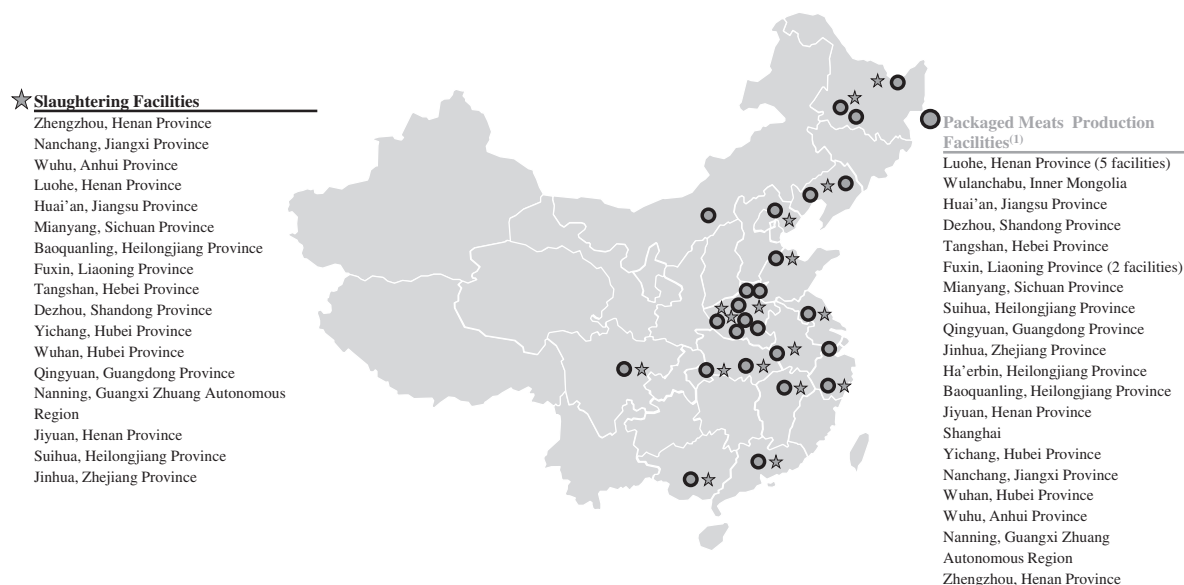 Slaughtering Facilities
Zhengzhou, Henan Province
Nanchang, Jiangxi Province
Wuhu, Anhui Province
Luohe, Henan Province
Huai’an, Jiangsu Province
Mianyang, Sichuan Province
Baoquanling, Heilongjiang Province
Fuxin, Liaoning Province
Tangshan, Hebei Province
Dezhou, Shandong Province
Yichang, Hubei Province
Wuhan, Hubei Province
Qingyuan, Guangdong Province
Nanning, Guangxi Zhuang Autonomous
Region
Jiyuan, Henan Province
Suihua, Heilongjiang Province
Jinhua, Zhejiang Province
Packaged Meats Production
Facilities(1)
Luohe, Henan Province (5 facilities)
Wulanchabu, Inner Mongolia
Huai’an, Jiangsu Province
Dezhou, Shandong Province
Tangshan, Hebei Province
Fuxin, Liaoning Province (2 facilities)
Mianyang, Sichuan Province
Suihua, Heilongjiang Province
Qingyuan, Guangdong Province
Jinhua, Zhejiang Province
Ha’erbin, Heilongjiang Province
Baoquanling, Heilongjiang Province
Jiyuan, Henan Province
Shanghai
Yichang, Hubei Province
Nanchang, Jiangxi Province
Wuhan, Hubei Province
Wuhu, Anhui Province
Nanning, Guangxi Zhuang
Autonomous Region
Zhengzhou, Henan Province